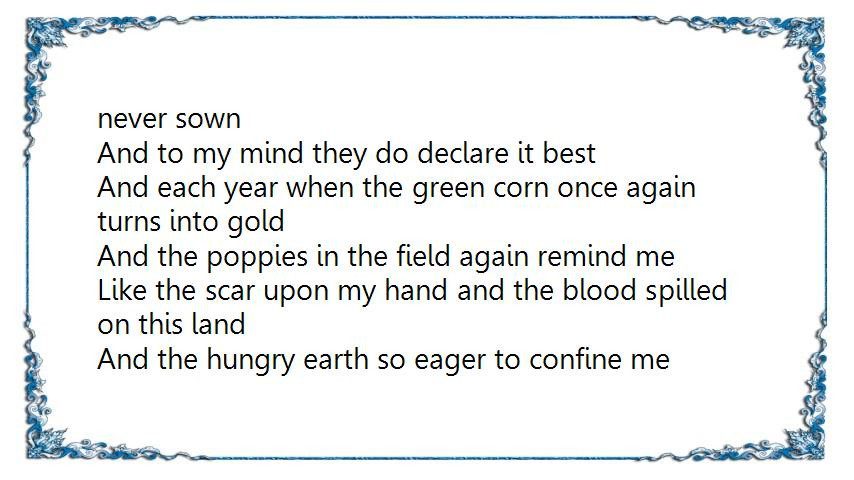 never sown
And to my mind they do declare it best
And each year when the green corn once again
turns into gold
And the poppies in the field again remind me
Like the scar upon my hand and the blood spilled
on this land
And the hungry earth so eager to confine me